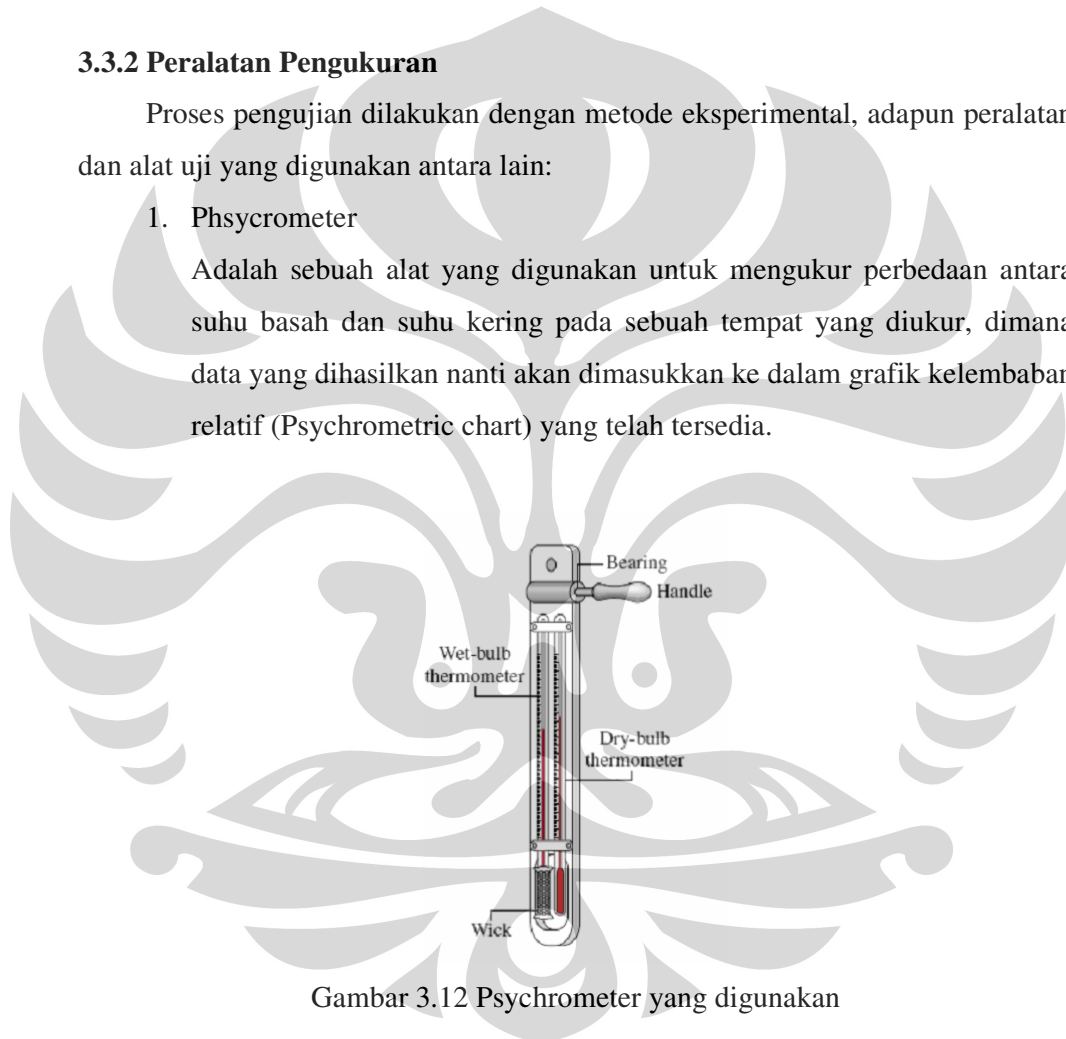 3.3.2 Peralatan Pengukuran
Proses pengujian dilakukan dengan metode eksperimental, adapun peralatan
dan alat uji yang digunakan antara lain:
1. Phsycrometer
Adalah sebuah alat yang digunakan untuk mengukur perbedaan antara
suhu basah dan suhu kering pada sebuah tempat yang diukur, dimana
data yang dihasilkan nanti akan dimasukkan ke dalam grafik kelembaban
relatif (Psychrometric chart) yang telah tersedia.
Bearing
Handle
Wet-bulb
thermometer
Dry-bulb
thermometer
Wick
Gambar 3.12 Psychrometer yang digunakan